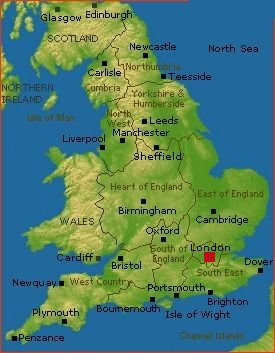 Glasgow
Edinburgh
SCOTLAND
Newcastle
North Sea
Carlisle
Northumbria
Teesside
NORTHERN
IRELAND
Cumbria
Yorkshire &
Humberside
Isle of Man
North
West
Leeds
Liverpool
Manchester
Sheffield
Heart of England
East of England
Birmingham
Cambridge
WALES
Oxford
London
Cardiff
Bristol
South of
England
Dover
South East
Newquay
West Country
Portsmouth
Brighton
Plymouth
Bournemouth
Isle of Wight
Penzance
Channel Islands